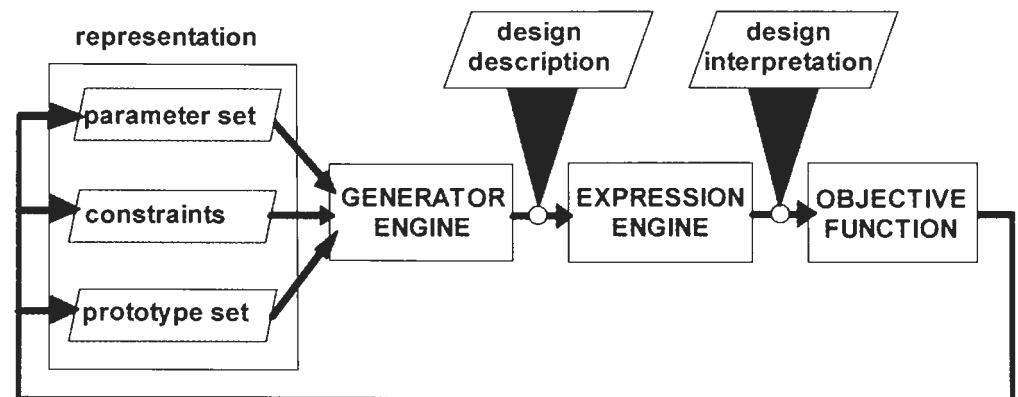 representation
parameter set
constraints
prototype set
GENERATOR
ENGINE
design
description
EXPRESSION
ENGINE
design
interpretation
OBJECTIVE
FUNCTION